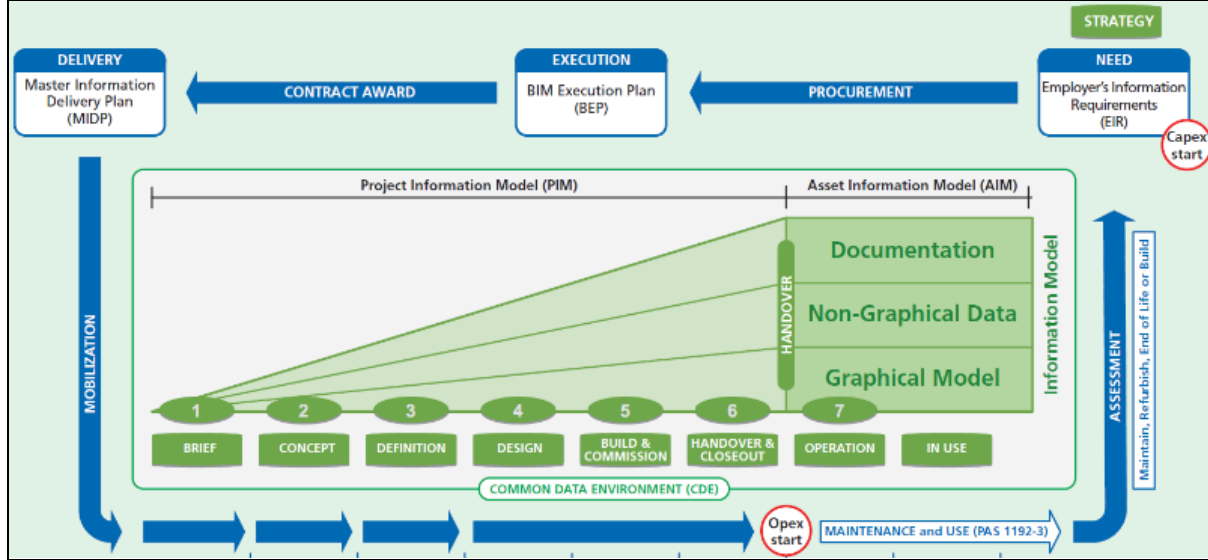 STRATEGY
DELIVERY
Master Information
Delivery Plan
(MIDP)
CONTRACT AWARD
EXECUTION
BIM Execution Plan
(BEP)
PROCUREMENT
NEED
Employer's Information
Requirements
(EIR)
Capex
start
Project Information Model (PIM)
Asset Information Model (AIM)
Documentation
Non-Graphical Data
Graphical Model
HANDOVER
Information Model
MOBILIZATION
ASSESSMENT
Maintain, Refurbish, End of Life or Build
1
2
3
4
5
6
7
BRIEF
CONCEPT
DEFINITION
DESIGN
BUILD &
COMMISSION
HANDOVER &
CLOSEOUT
OPERATION
IN USE
COMMON DATA ENVIRONMENT (CDE)
Opex
start
MAINTENANCE and USE (PAS 1192-3)